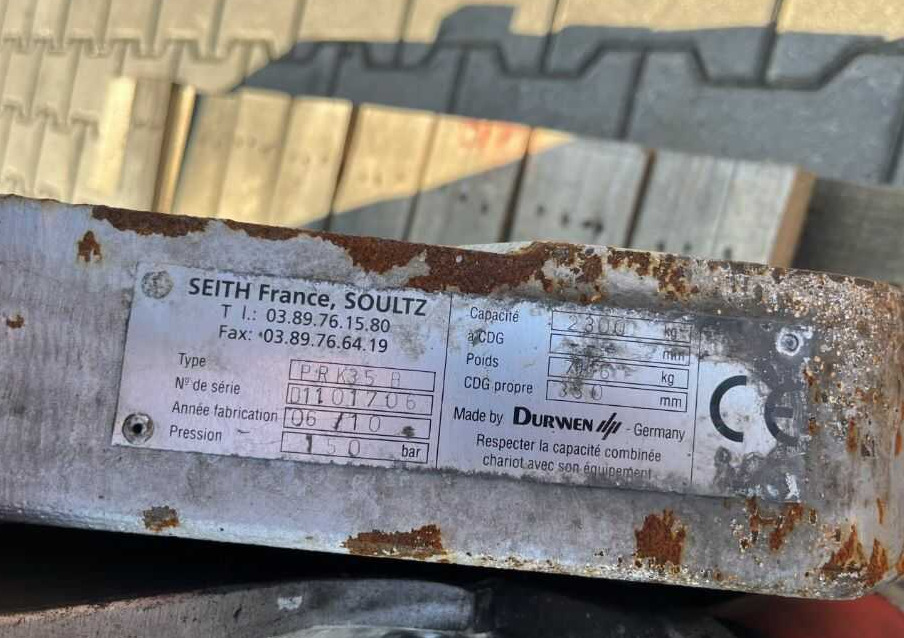 SEITH France, SOULTZ
T l.: 03.89.76.15.80
Fax: 03.89.76.64.19
Type PRK35 R
N° de série 01101706
Année fabrication 06/10
Pression 150 bar
Capacité 2300 kg
à CDG mm
Poids kg
CDG propre mm
Made by DURWEN - Germany
Respecter la capacité combinée
chariot avec son équipement
CE